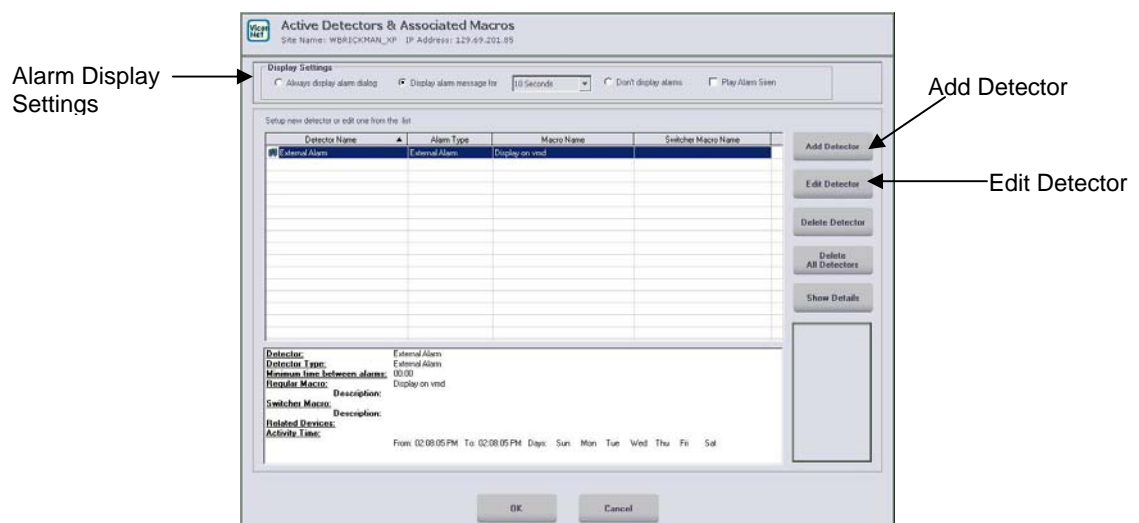 Vicon Net
Active Detectors & Associated Macros
Site Name: WBRICKMAN_XP IP Address: 129.69.201.85
Alarm Display Settings
Display Settings
Always display alarm dialog Display alarm message for 10 Seconds Don't display alarms Play Alarm Siren
Add Detector
Setup new detector or edit one from the list
Detector Name Alarm Type Macro Name Switcher Macro Name
External Alarm External Alarm Display on vmd
Add Detector
Edit Detector
Edit Detector
Delete Detector
Delete All Detectors
Show Details
Detector: External Alarm
Detector Type: External Alarm
Minimum time between alarms: 00:00
Regular Macro: Display on vmd
Description:
Switcher Macro:
Description:
Related Devices:
Activity Time:
From: 02:08:05 PM To: 02:08:05 PM Days: Sun Mon Tue Wed Thu Fri Sat
OK Cancel